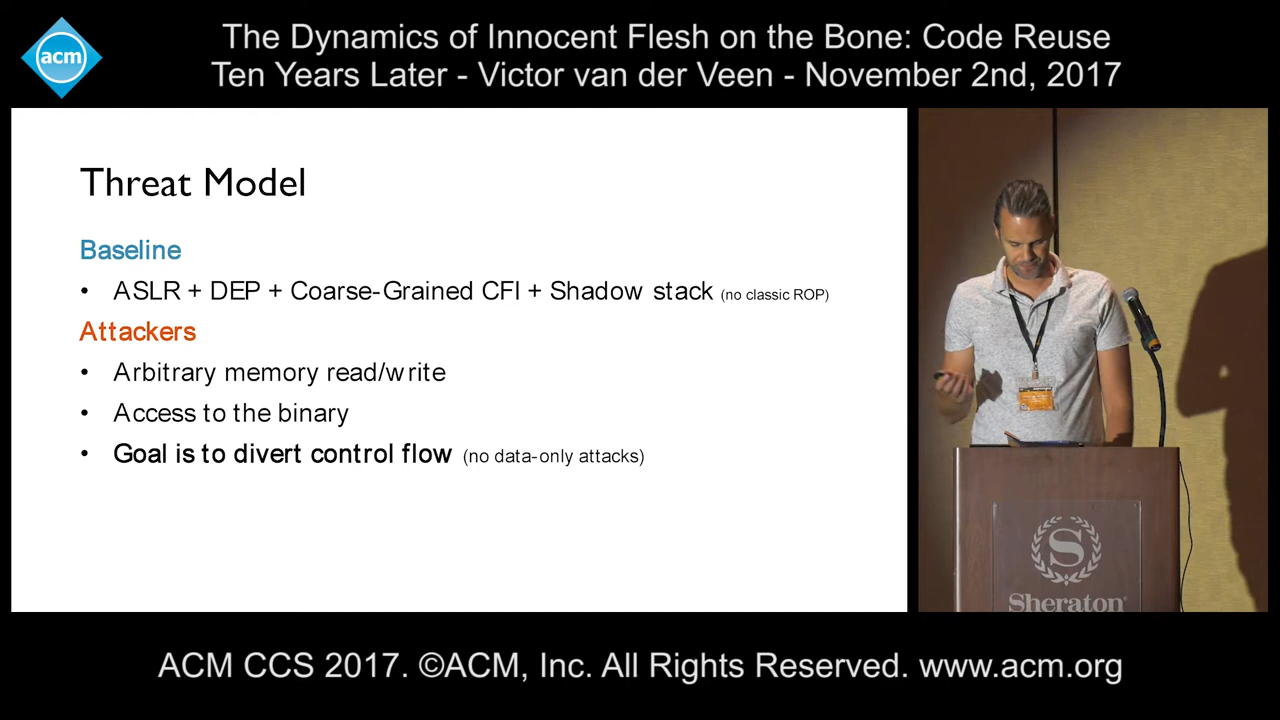 acm
The Dynamics of Innocent Flesh on the Bone: Code Reuse
Ten Years Later - Victor van der Veen - November 2nd, 2017
Threat Model
Baseline
• ASLR + DEP + Coarse-Grained CFI + Shadow stack (no classic ROP)
Attackers
• Arbitrary memory read/write
• Access to the binary
• Goal is to divert control flow (no data-only attacks)
S
Sheraton®
ACM CCS 2017. ©ACM, Inc. All Rights Reserved. www.acm.org